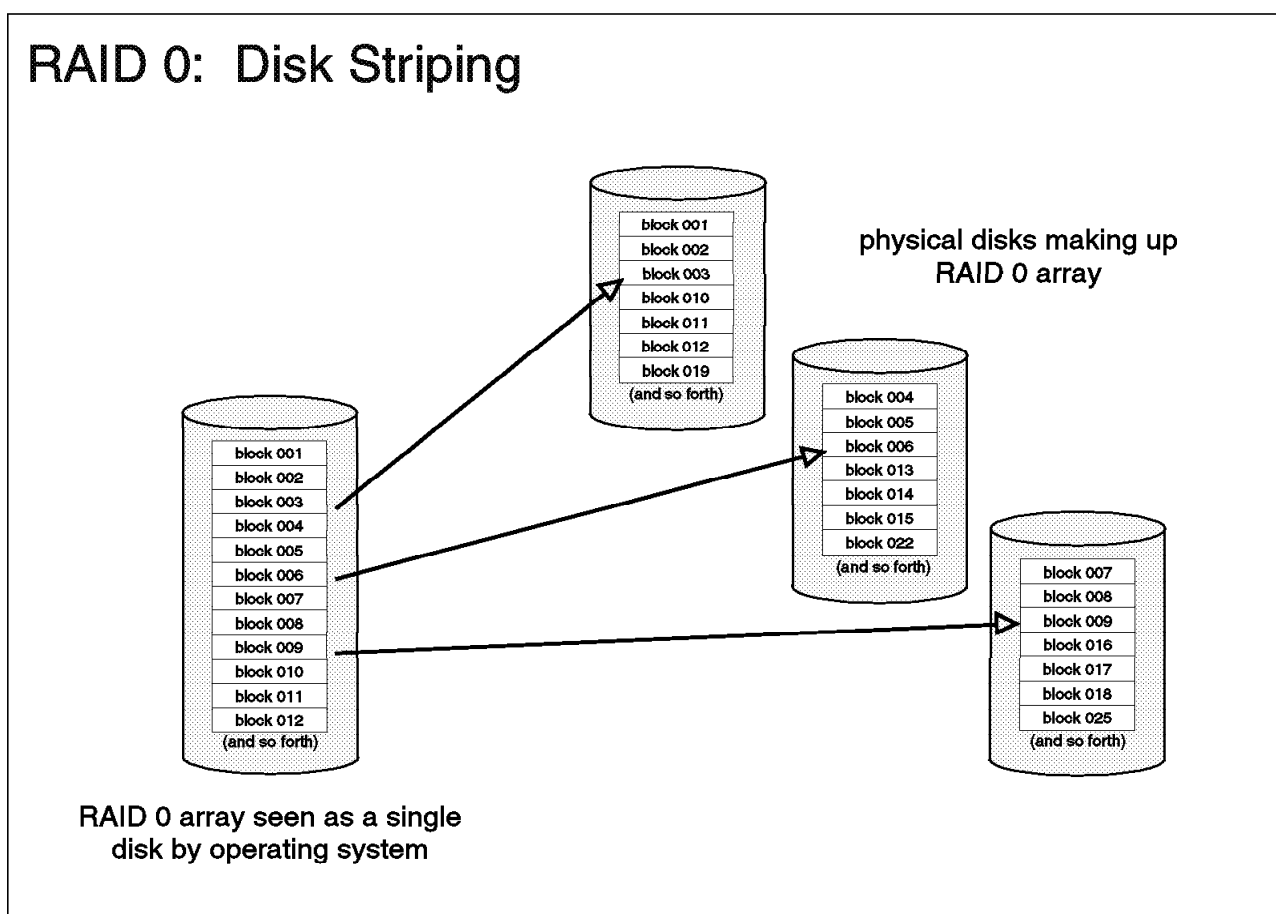 RAID 0: Disk Striping
block 001
block 002
block 003
block 010
block 011
block 012
block 019
(and so forth)
physical disks making up
RAID 0 array
block 004
block 005
block 006
block 013
block 014
block 015
block 022
(and so forth)
block 001
block 002
block 003
block 004
block 005
block 006
block 007
block 008
block 009
block 010
block 011
block 012
(and so forth)
block 007
block 008
block 009
block 016
block 017
block 018
block 025
(and so forth)
RAID 0 array seen as a single
disk by operating system